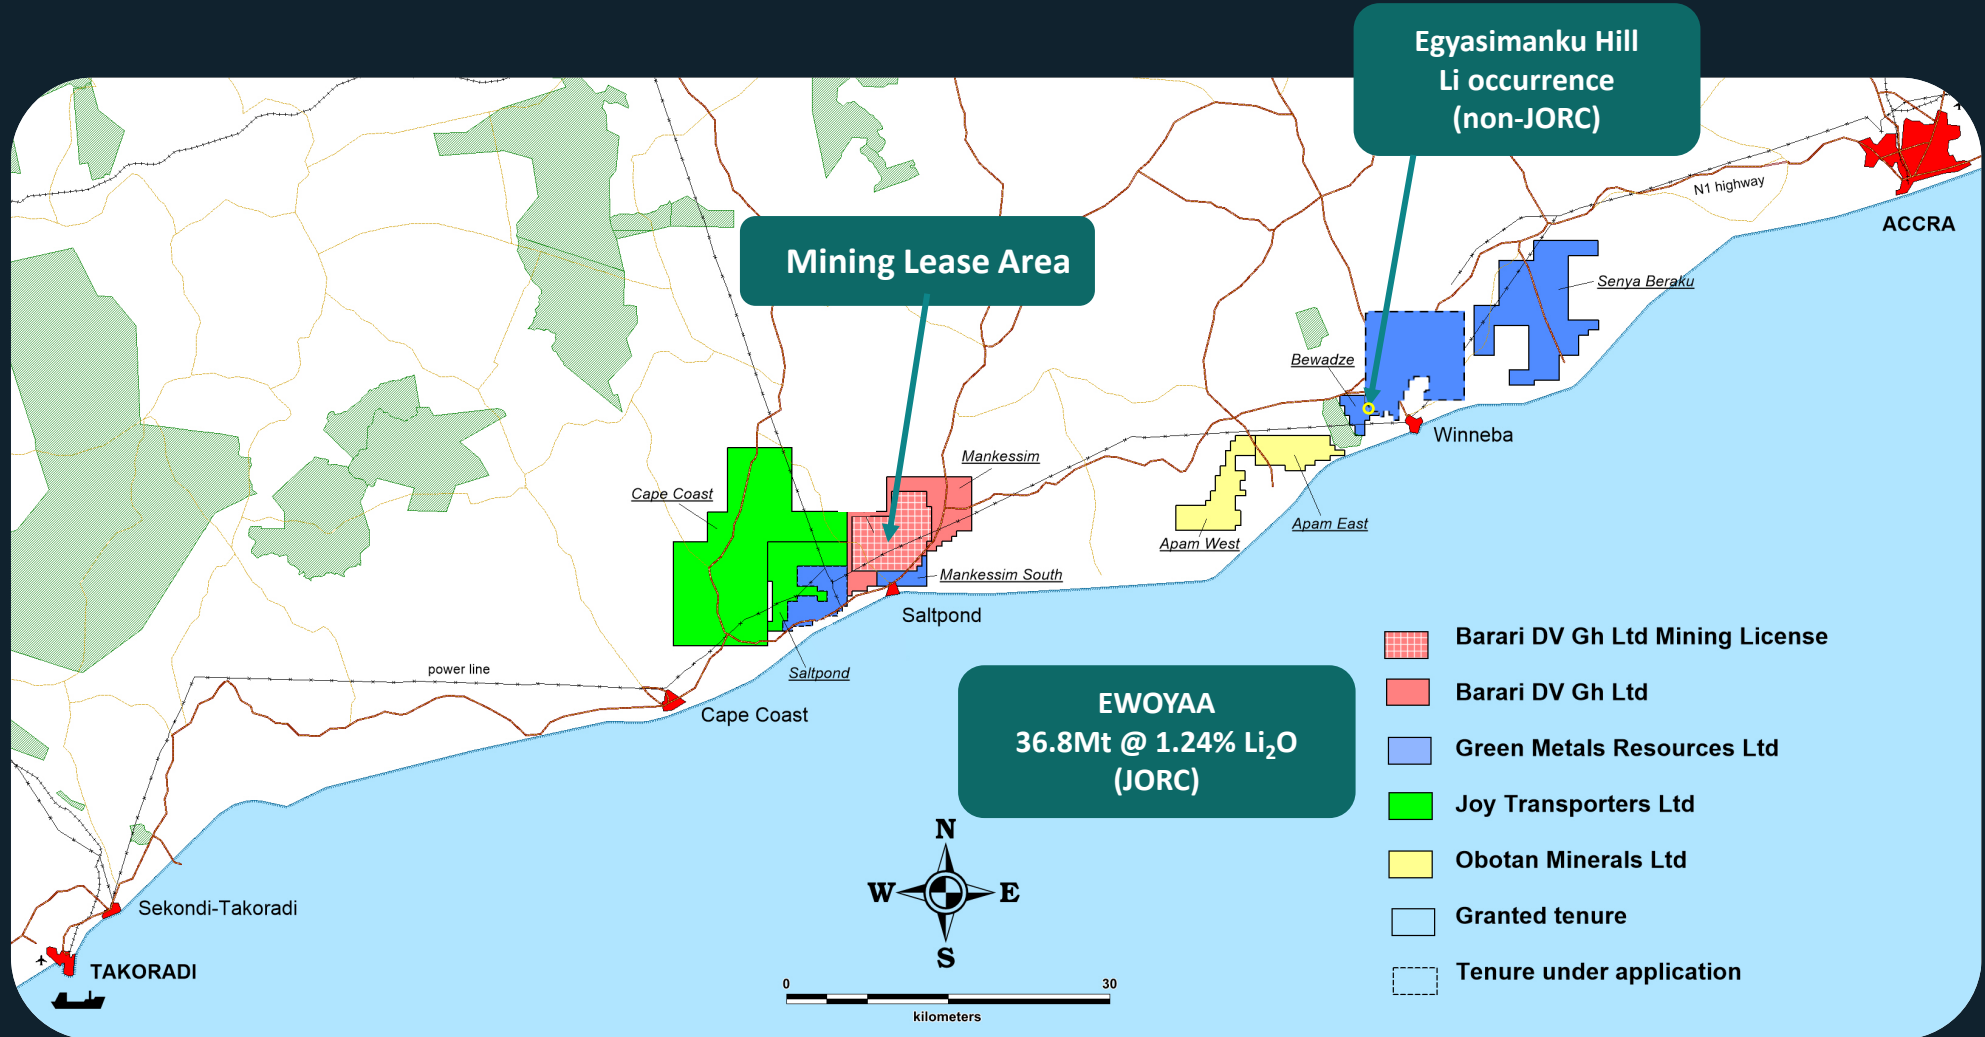 Egyasimanku Hill
Li occurrence
(non-JORC)
N1 highway
ACCRA
Mining Lease Area
Senya Beraku
Bewadze
Winneba
Mankessim
Cape Coast
Apam East
Apam West
Mankessim South
Saltpond
Saltpond
power line
Cape Coast
EWOYAA
36.8Mt @ 1.24% Li₂O
(JORC)
Barari DV Gh Ltd Mining License
Barari DV Gh Ltd
Green Metals Resources Ltd
Joy Transporters Ltd
Obotan Minerals Ltd
Granted tenure
Tenure under application
N
W E
S
Sekondi-Takoradi
TAKORADI
0 30
kilometers